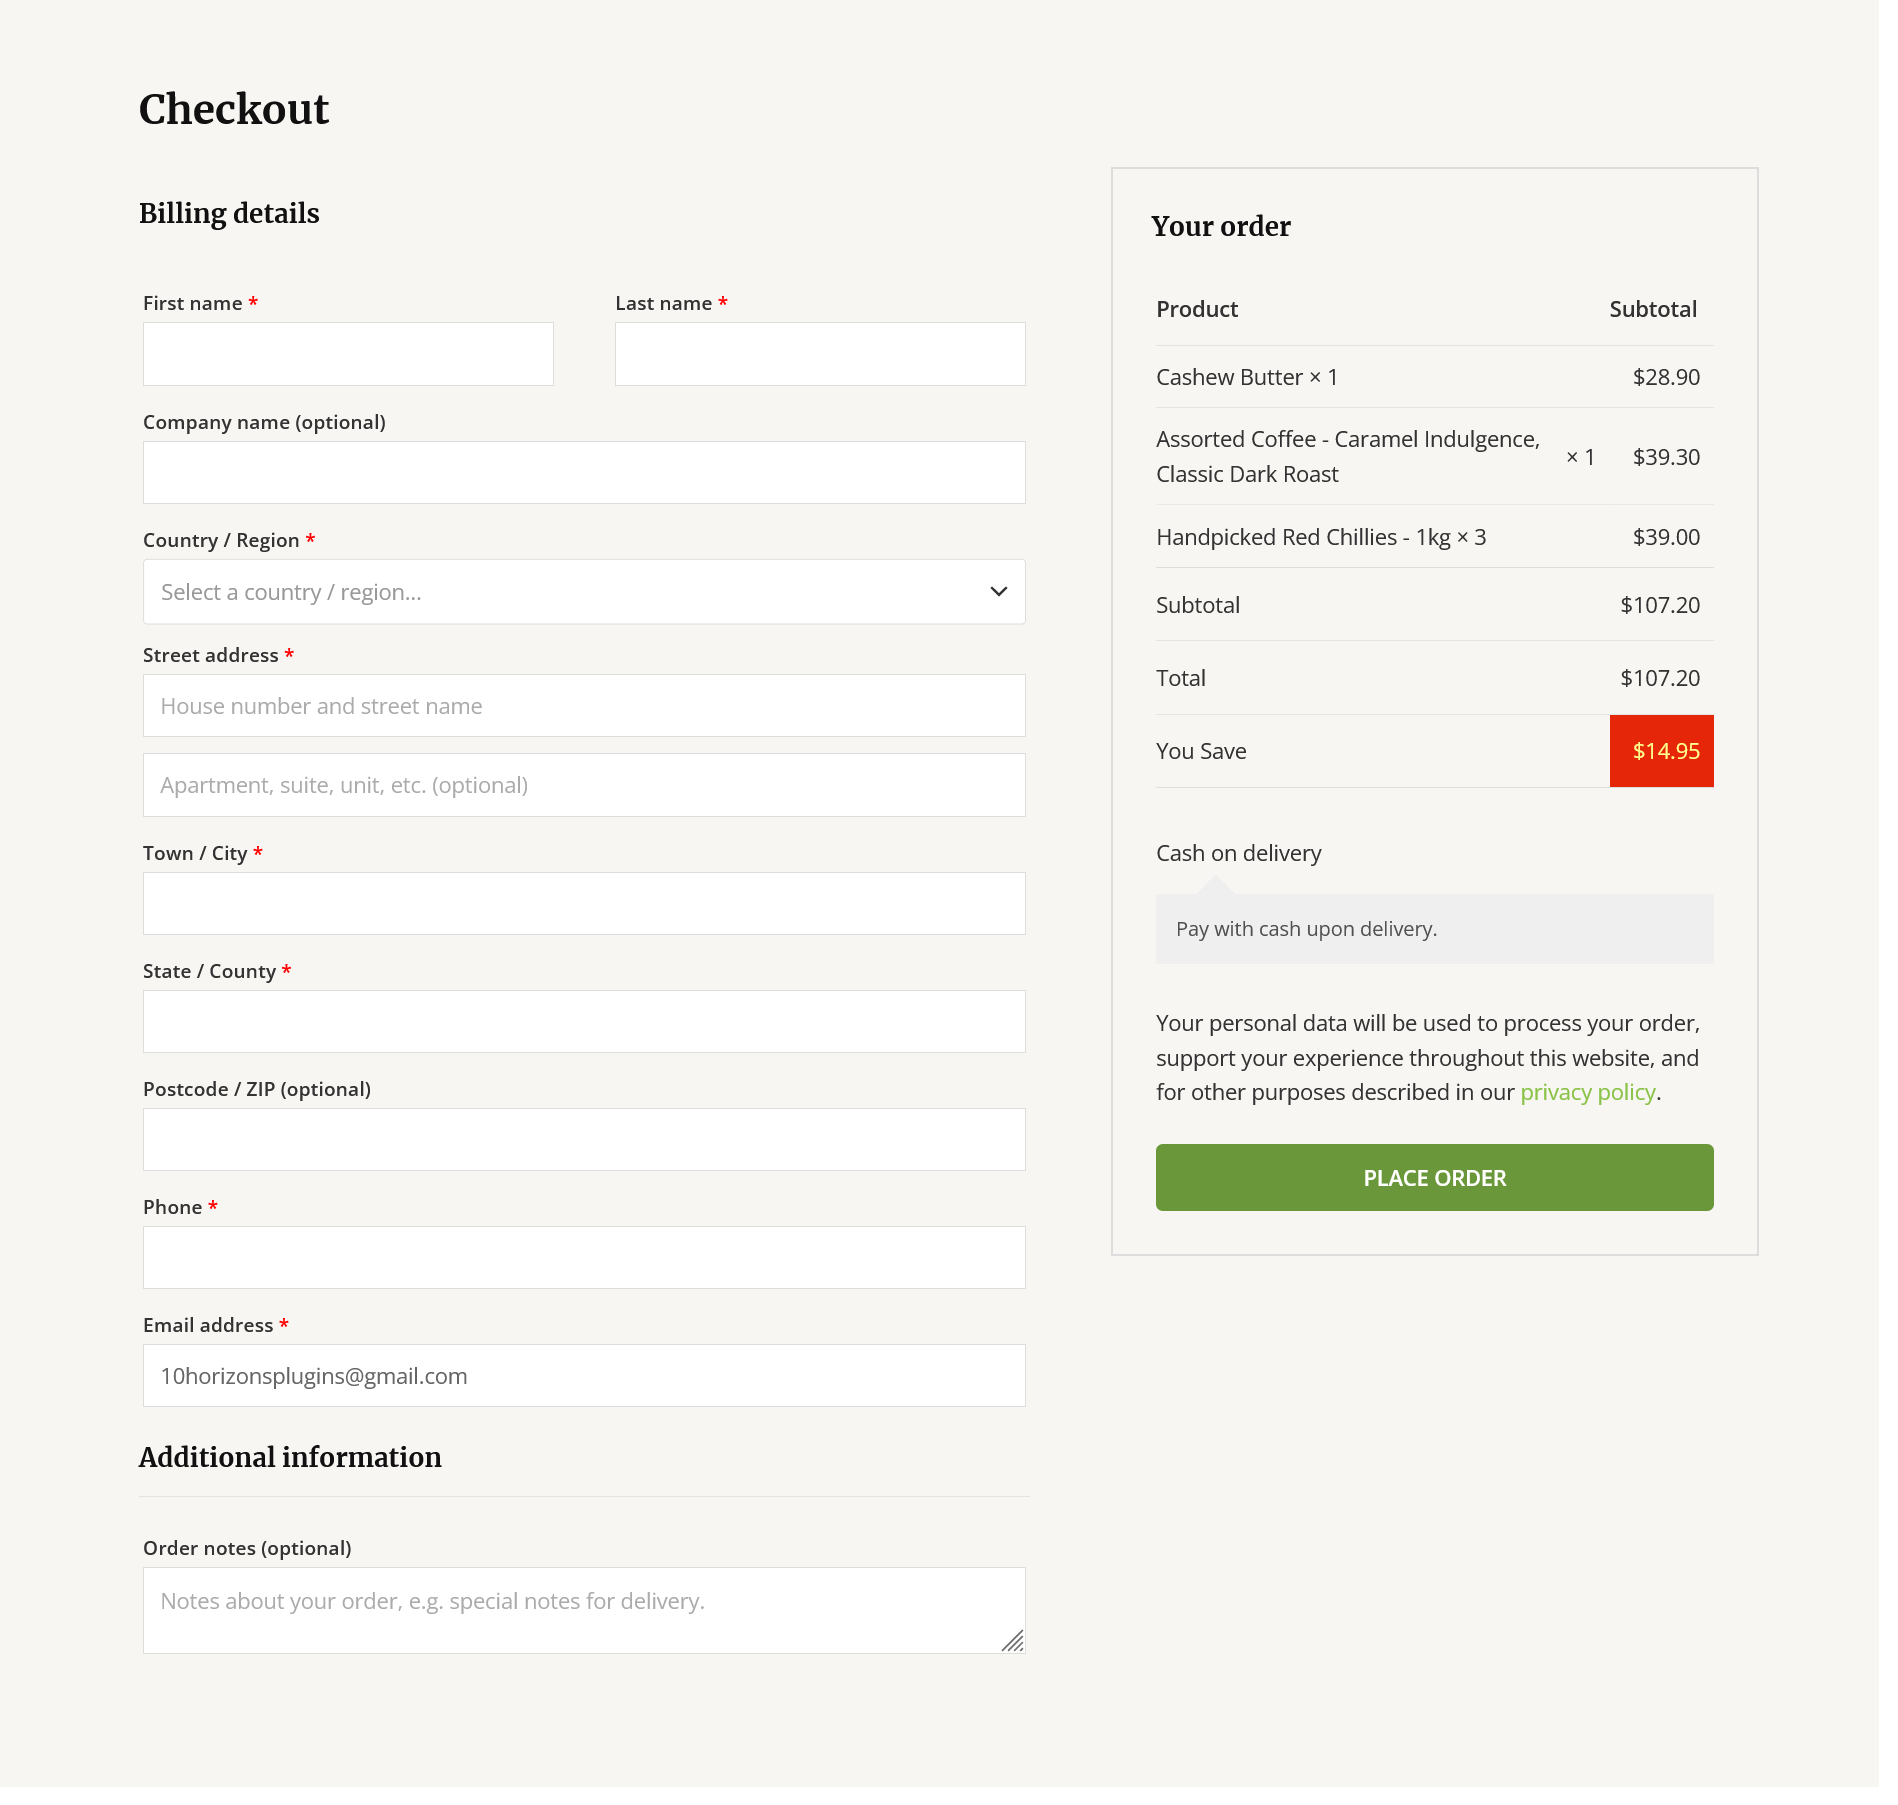 Checkout
Billing details
First name *
Last name *
Company name (optional)
Country / Region *
Select a country / region...
Street address *
House number and street name
Apartment, suite, unit, etc. (optional)
Town / City *
State / County *
Postcode / ZIP (optional)
Phone *
Email address *
10horizonsplugins@gmail.com
Additional information
Order notes (optional)
Notes about your order, e.g. special notes for delivery.
Your order
Product Subtotal
Cashew Butter × 1 $28.90
Assorted Coffee - Caramel Indulgence,
Classic Dark Roast
× 1 $39.30
Handpicked Red Chillies - 1kg × 3 $39.00
Subtotal $107.20
Total $107.20
You Save $14.95
Cash on delivery
Pay with cash upon delivery.
Your personal data will be used to process your order,
support your experience throughout this website, and
for other purposes described in our privacy policy.
PLACE ORDER